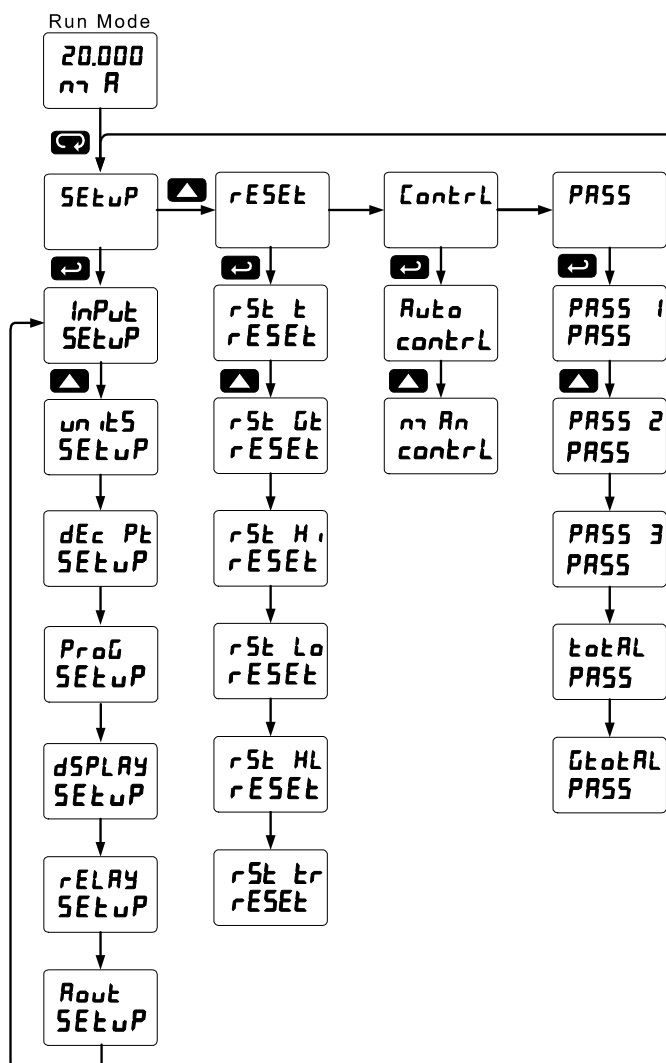 Run Mode
20.000
mA
SEtuP
rESEt
ContrL
PASS
InPut
SEtuP
rSt t
rESEt
Auto
contrL
PASS 1
PASS
unitS
SEtuP
rSt Gt
rESEt
mAn
contrL
PASS 2
PASS
dEc Pt
SEtuP
rSt Hi
rESEt
PASS 3
PASS
ProG
SEtuP
rSt Lo
rESEt
totAL
PASS
dSPLAY
SEtuP
rSt HL
rESEt
GtotAL
PASS
rELAY
SEtuP
rSt tr
rESEt
Aout
SEtuP